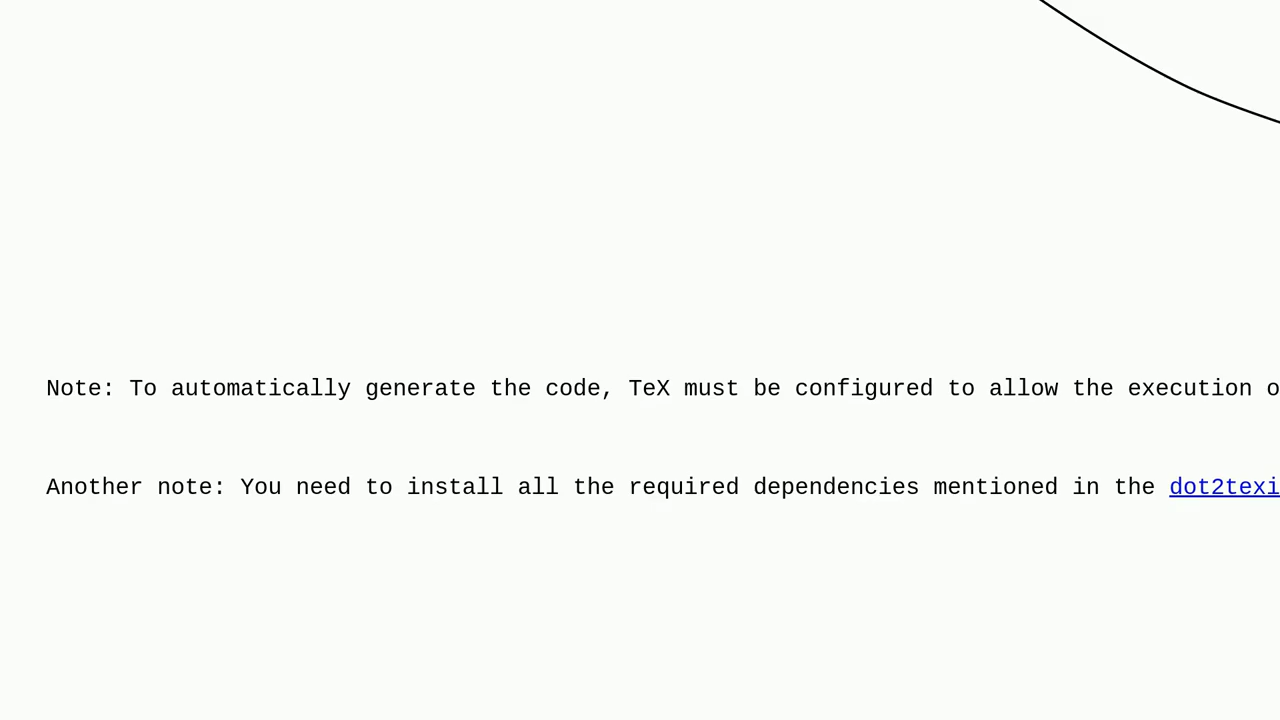 Note: To automatically generate the code, TeX must be configured to allow the execution o
Another note: You need to install all the required dependencies mentioned in the dot2texi